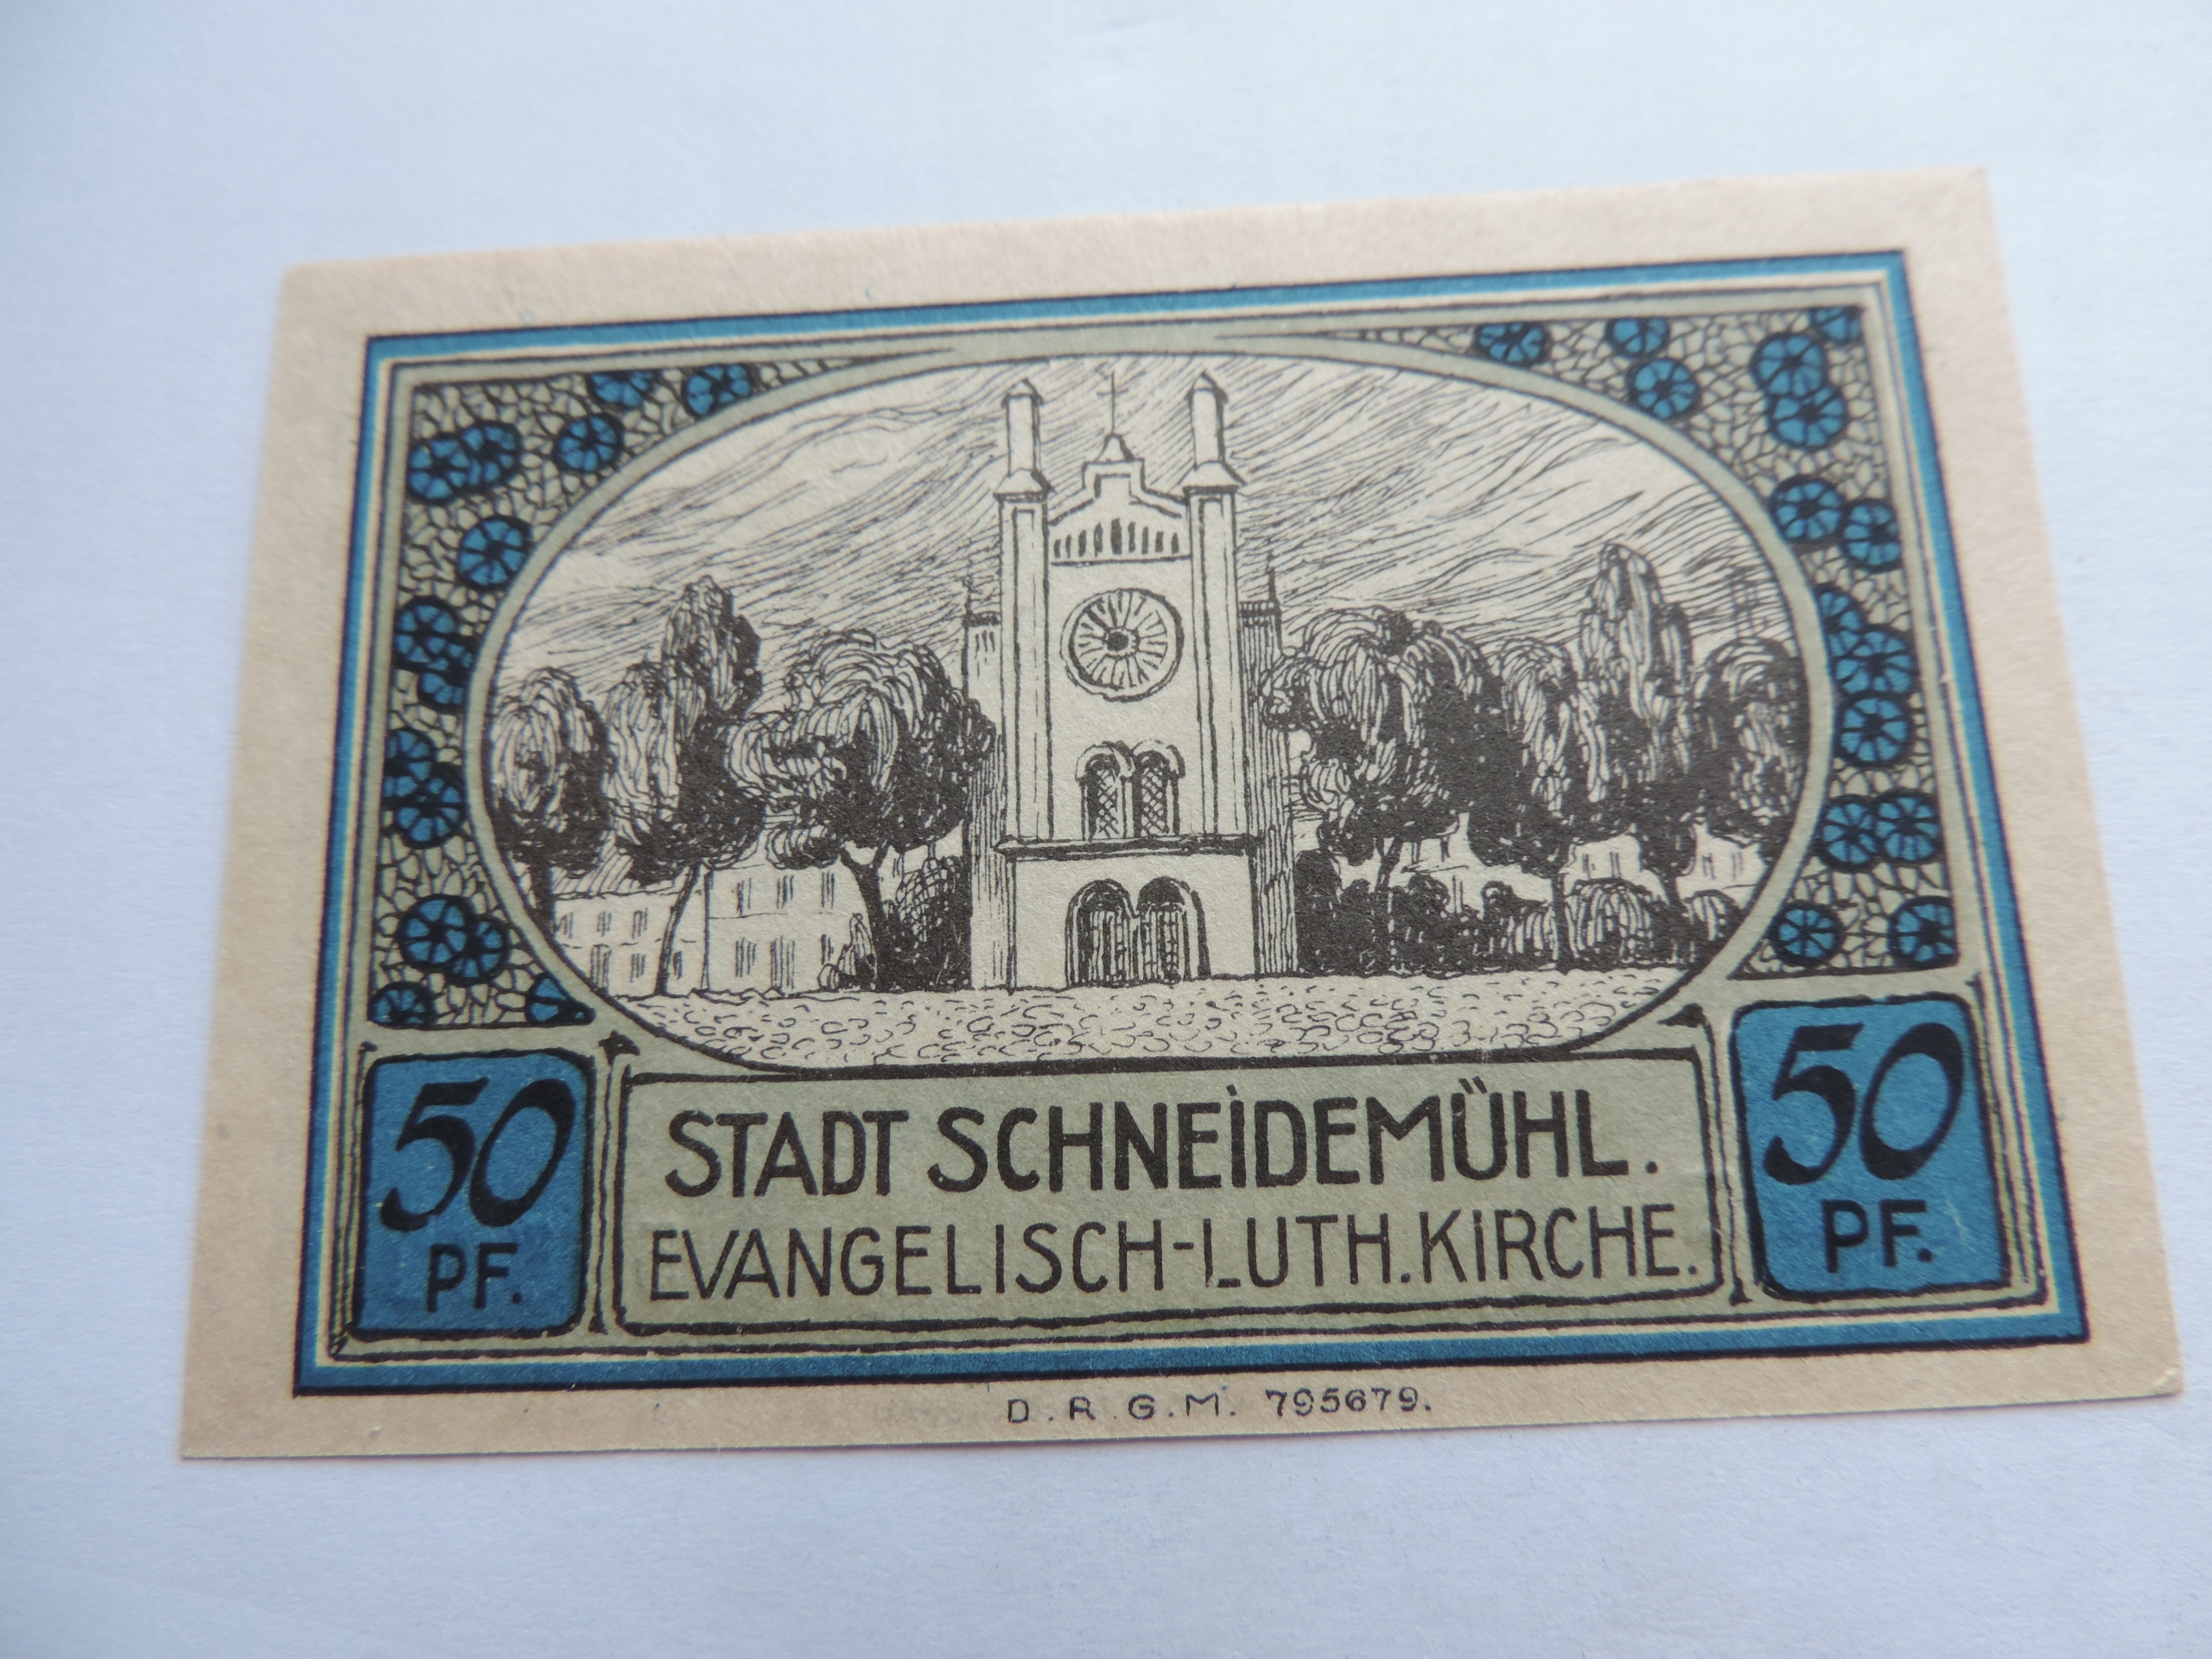 STADT SCHNEIDEMÜHL.
EVANGELISCH-LUTH. KIRCHE.
50 PF.
50 PF.
D.R.G.M. 795679.